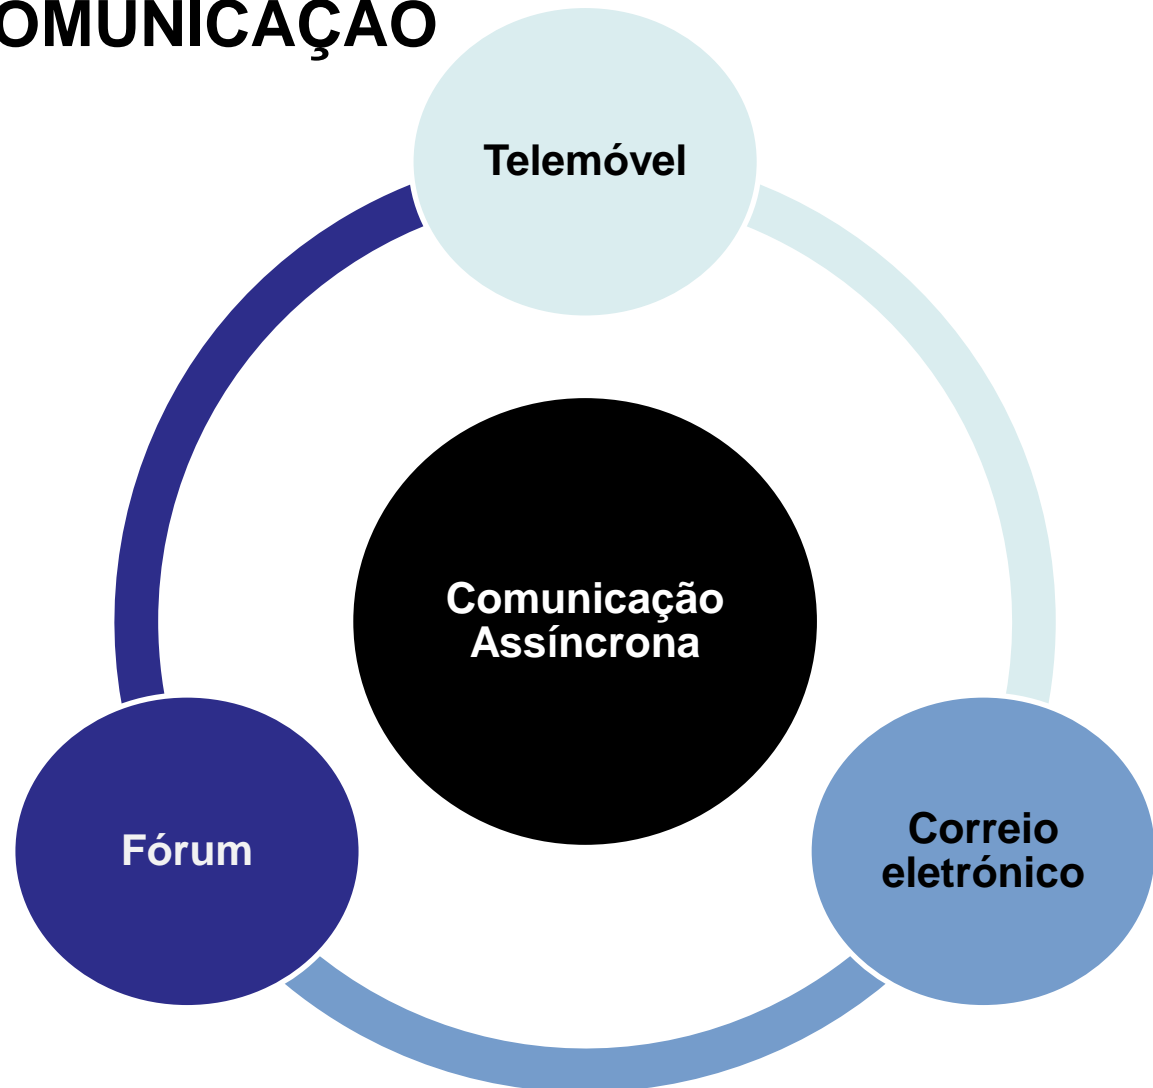 OMUNICAÇÃO
Telemóvel
Comunicação
Assíncrona
Fórum
Correio
eletrónico